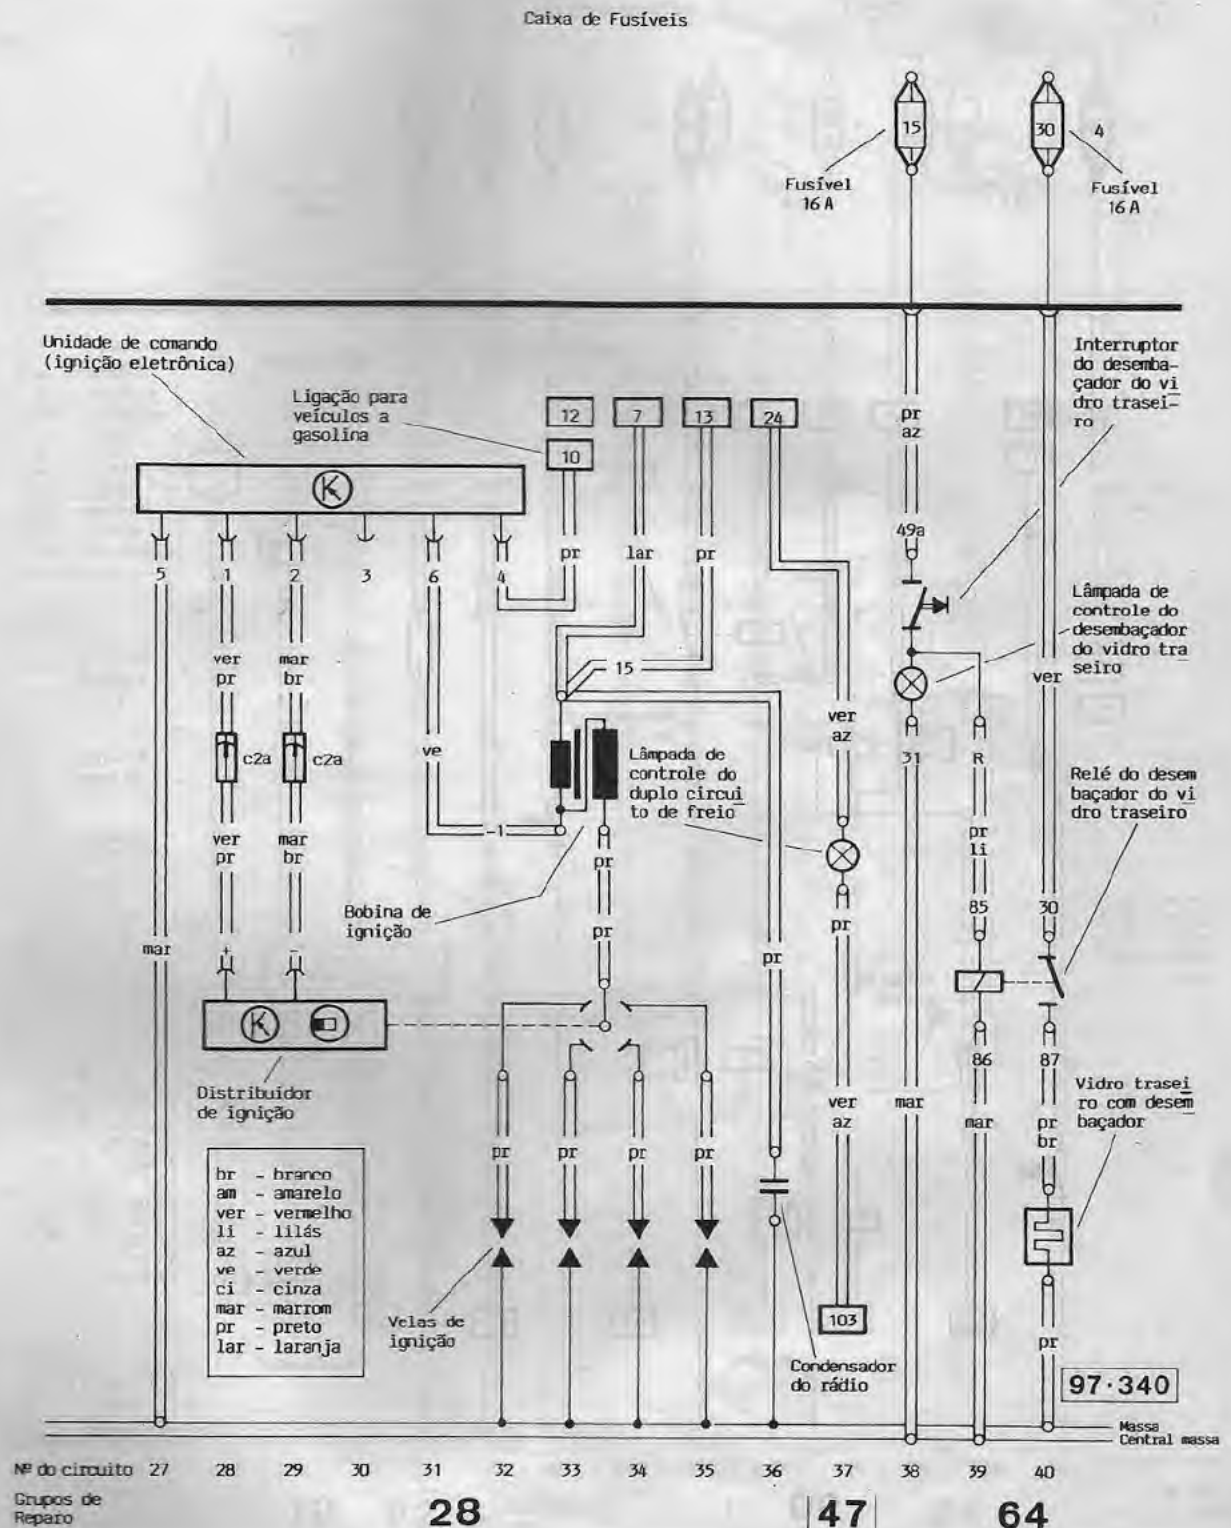 Caixa de Fusíveis
15
30
4
Fusível
16 A
Fusível
16 A
Unidade de comando
(ignição eletrônica)
Ligação para
veículos a
gasolina
12
7
13
24
10
Interruptor
do desemba-
çador do vi
dro trasei-
ro
pr
az
K
49a
pr
lar
pr
5
1
2
3
6
4
Lâmpada de
controle do
desembaçador
do vidro tra
seiro
ver
pr
mar
br
15
ver
ver
az
c2a
c2a
ve
Lâmpada de
controle do
duplo circui
to de freio
31
R
Relé do desem
baçador do vi
dro traseiro
-1
ver
pr
mar
br
pr
pr
li
Bobina de
ignição
pr
pr
85
30
mar
+
-
pr
K
86
87
Distribuidor
de ignição
Vidro trasei
ro com desem
baçador
ver
az
mar
mar
pr
br
pr
pr
pr
pr
br - branco
am - amarelo
ver - vermelho
li - lilás
az - azul
ve - verde
ci - cinza
mar - marrom
pr - preto
lar - laranja
Velas de
ignição
103
Condensador
do rádio
pr
97·340
Massa
Central massa
Nº do circuito 27 28 29 30 31 32 33 34 35 36 37 38 39 40
Grupos de
Reparo
28
47
64